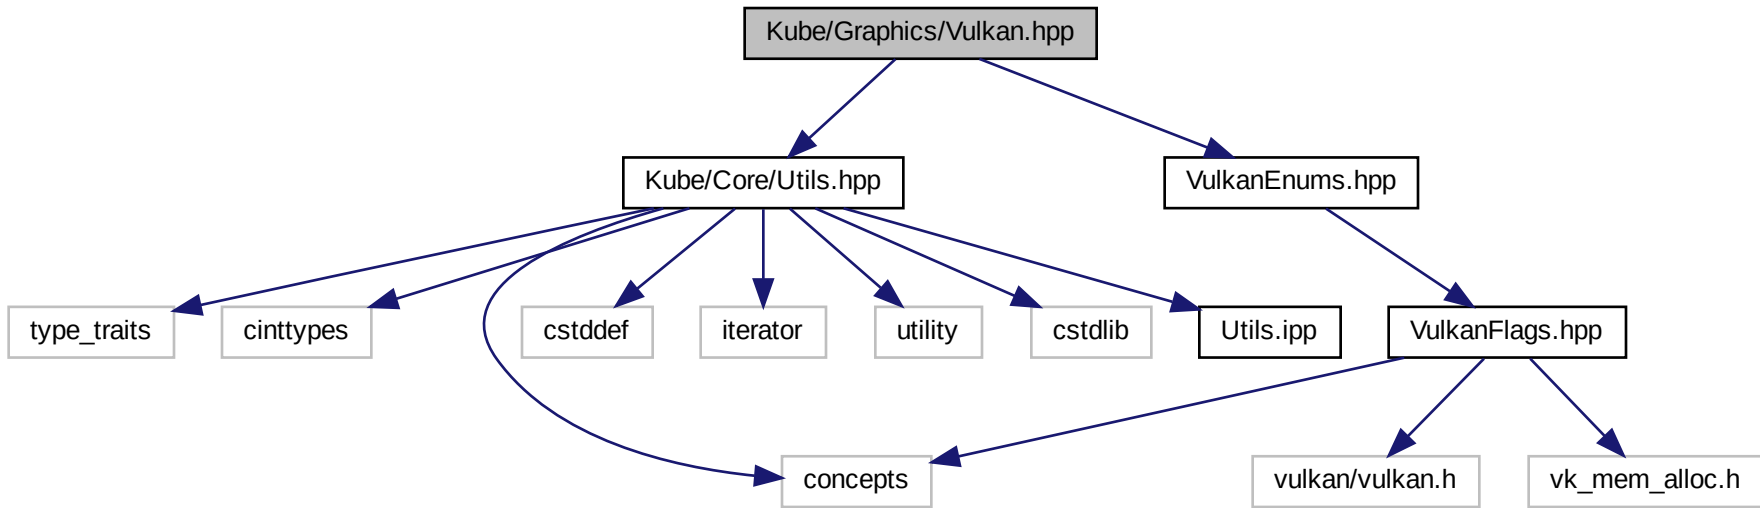 Kube/Graphics/Vulkan.hpp
Kube/Core/Utils.hpp
VulkanEnums.hpp
type_traits
cinttypes
cstddef
iterator
utility
cstdlib
Utils.ipp
VulkanFlags.hpp
concepts
vulkan/vulkan.h
vk_mem_alloc.h